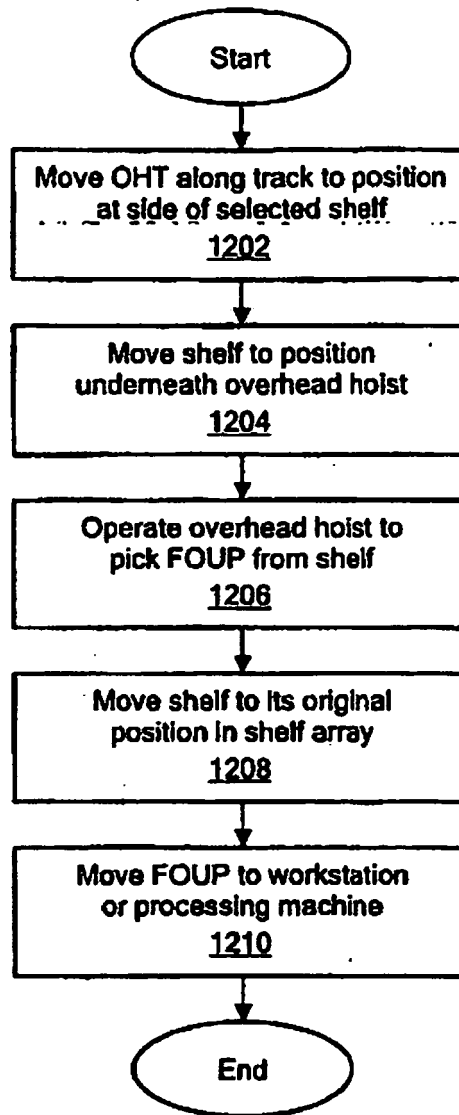 Start
Move OHT along track to position
at side of selected shelf
1202
Move shelf to position
underneath overhead hoist
1204
Operate overhead hoist to
pick FOUP from shelf
1206
Move shelf to its original
position in shelf array
1208
Move FOUP to workstation
or processing machine
1210
End